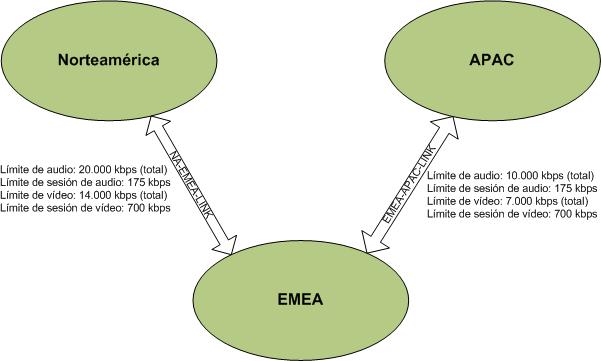 Norteamérica
APAC
NA-EMEA-LINK
Límite de audio: 20.000 kbps (total)
Límite de sesión de audio: 175 kbps
Límite de vídeo: 14.000 kbps (total)
Límite de sesión de vídeo: 700 kbps
EMEA-APAC-LINK
Límite de audio: 10.000 kbps (total)
Límite de sesión de audio: 175 kbps
Límite de vídeo: 7.000 kbps (total)
Límite de sesión de vídeo: 700 kbps
EMEA